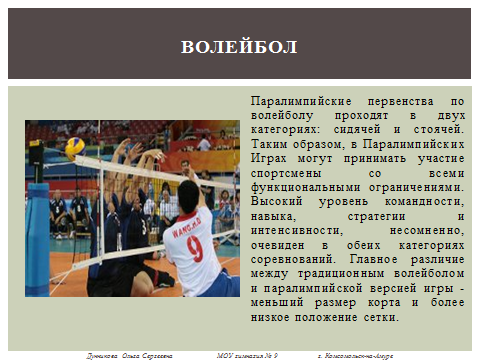 ВОЛЕЙБОЛ
Паралимпийские первенства по
волейболу проходят в двух
категориях: сидячей и стоячей.
Таким образом, в Паралимпийских
Играх могут принимать участие
спортсмены со всеми
функциональными ограничениями.
Высокий уровень командности,
навыка, стратегии и
интенсивности, несомненно,
очевиден в обеих категориях
соревнований. Главное различие
между традиционным волейболом
и паралимпийской версией игры -
меньший размер корта и более
низкое положение сетки.
WANG H.D
9
Дунникова Ольга Сергеевна МОУ гимназия № 9 г. Комсомольск-на-Амуре